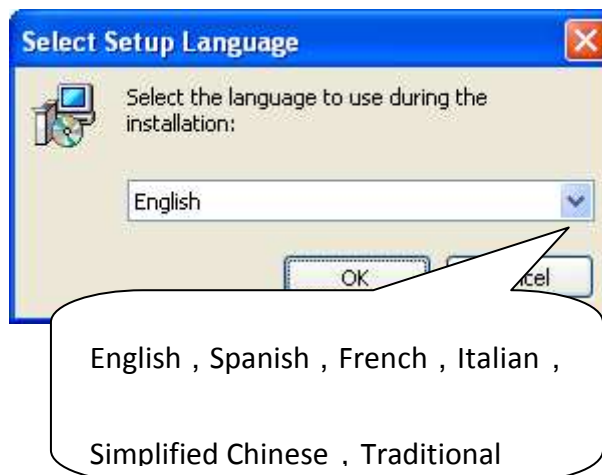 Select Setup Language
Select the language to use during the
installation:
English
OK
English , Spanish , French , Italian ,
Simplified Chinese , Traditional